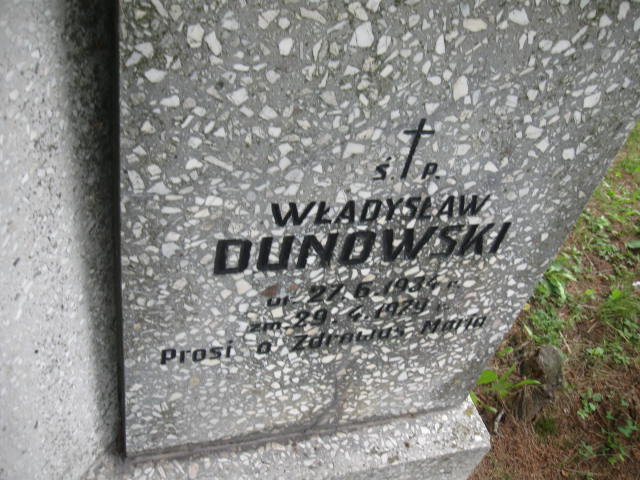 Ś. P.
WŁADYSŁAW
DUNOWSKI
ur. 27.6.1934 r.
zm. 29.4.1979 r.
Prosi o Zdrowaś Maria